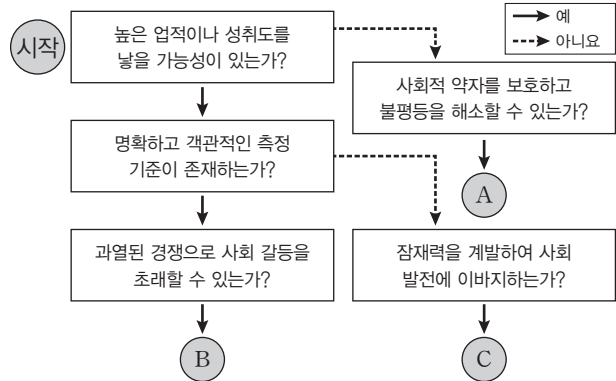 시작
높은 업적이나 성취도를
낳을 가능성이 있는가?
예
아니요
사회적 약자를 보호하고
불평등을 해소할 수 있는가?
명확하고 객관적인 측정
기준이 존재하는가?
A
과열된 경쟁으로 사회 갈등을
초래할 수 있는가?
잠재력을 계발하여 사회
발전에 이바지하는가?
B
C